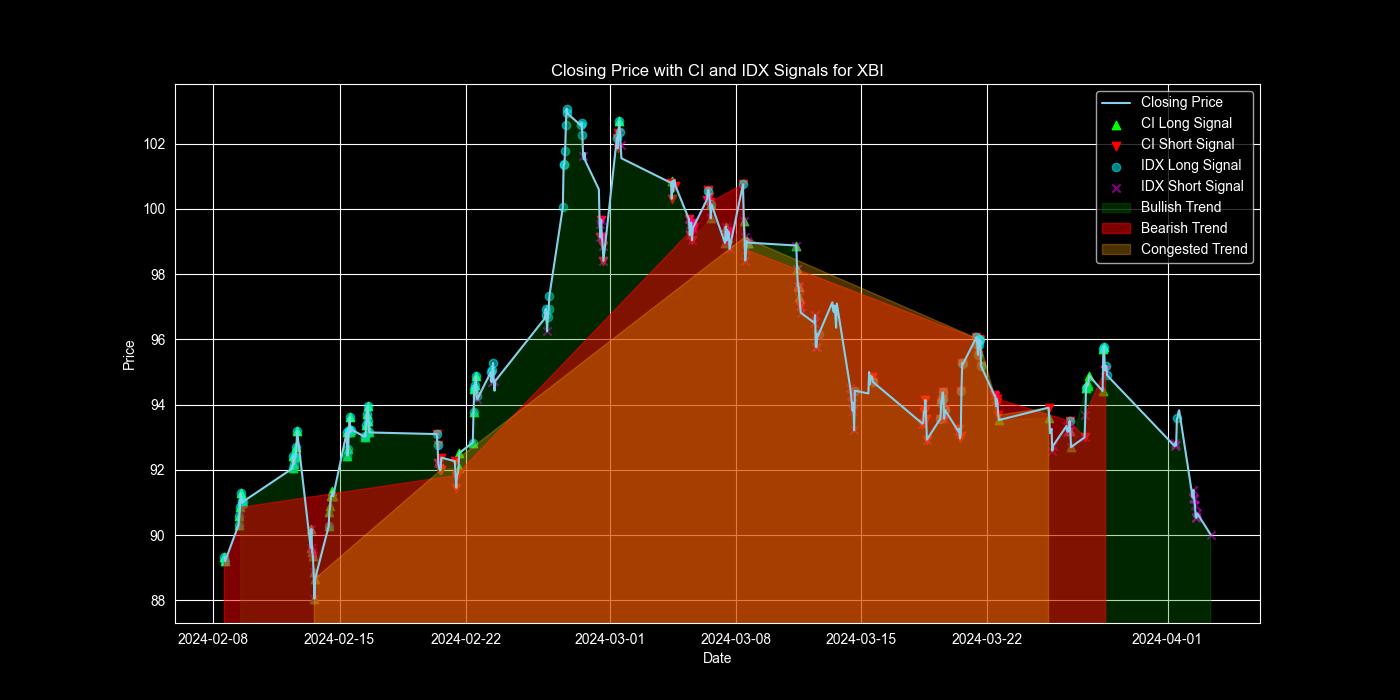 Closing Price with CI and IDX Signals for XBI
Closing Price
CI Long Signal
CI Short Signal
IDX Long Signal
IDX Short Signal
Bullish Trend
Bearish Trend
Congested Trend
Price
102
100
98
96
94
92
90
88
2024-02-08 2024-02-15 2024-02-22 2024-03-01 2024-03-08 2024-03-15 2024-03-22 2024-04-01
Date